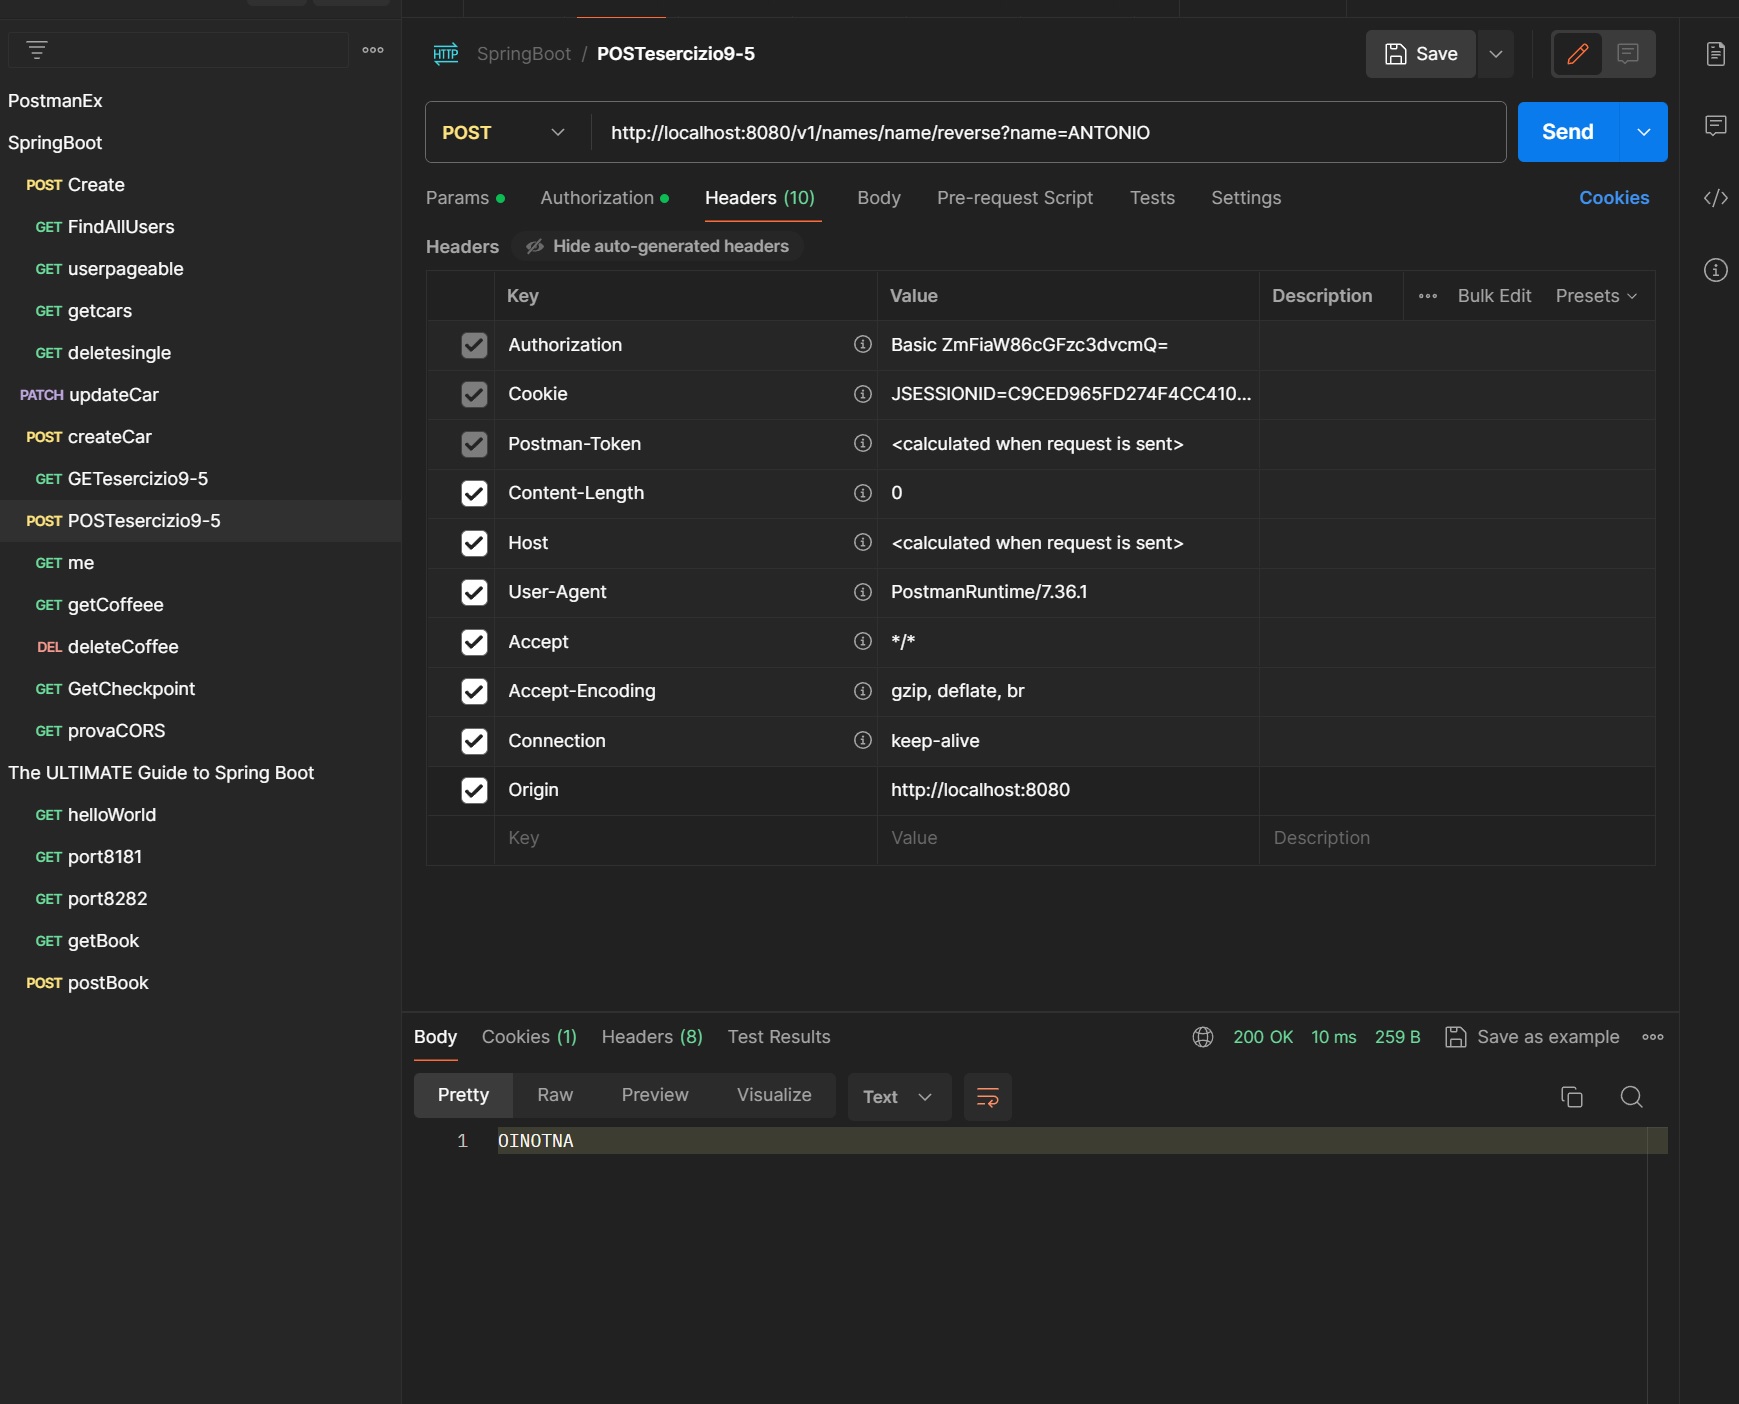 PostmanEx
SpringBoot
POST Create
GET FindAllUsers
GET userpageable
GET getcars
GET deletesingle
PATCH updateCar
POST createCar
GET GETesercizio9-5
POST POSTesercizio9-5
GET me
GET getCoffeee
DEL deleteCoffee
GET GetCheckpoint
GET provaCORS
The ULTIMATE Guide to Spring Boot
GET helloWorld
GET port8181
GET port8282
GET getBook
POST postBook
HTTP SpringBoot / POSTesercizio9-5 Save
POST http://localhost:8080/v1/names/name/reverse?name=ANTONIO Send
Params Authorization Headers (10) Body Pre-request Script Tests Settings Cookies
Headers Hide auto-generated headers
Key Value Description Bulk Edit Presets
Authorization Basic ZmFiaW86cGFzc3dvcmQ=
Cookie JSESSIONID=C9CED965FD274F4CC410...
Postman-Token <calculated when request is sent>
Content-Length 0
Host <calculated when request is sent>
User-Agent PostmanRuntime/7.36.1
Accept */*
Accept-Encoding gzip, deflate, br
Connection keep-alive
Origin http://localhost:8080
Key Value Description
Body Cookies (1) Headers (8) Test Results 200 OK 10 ms 259 B Save as example
Pretty Raw Preview Visualize Text
1 OINOTNA